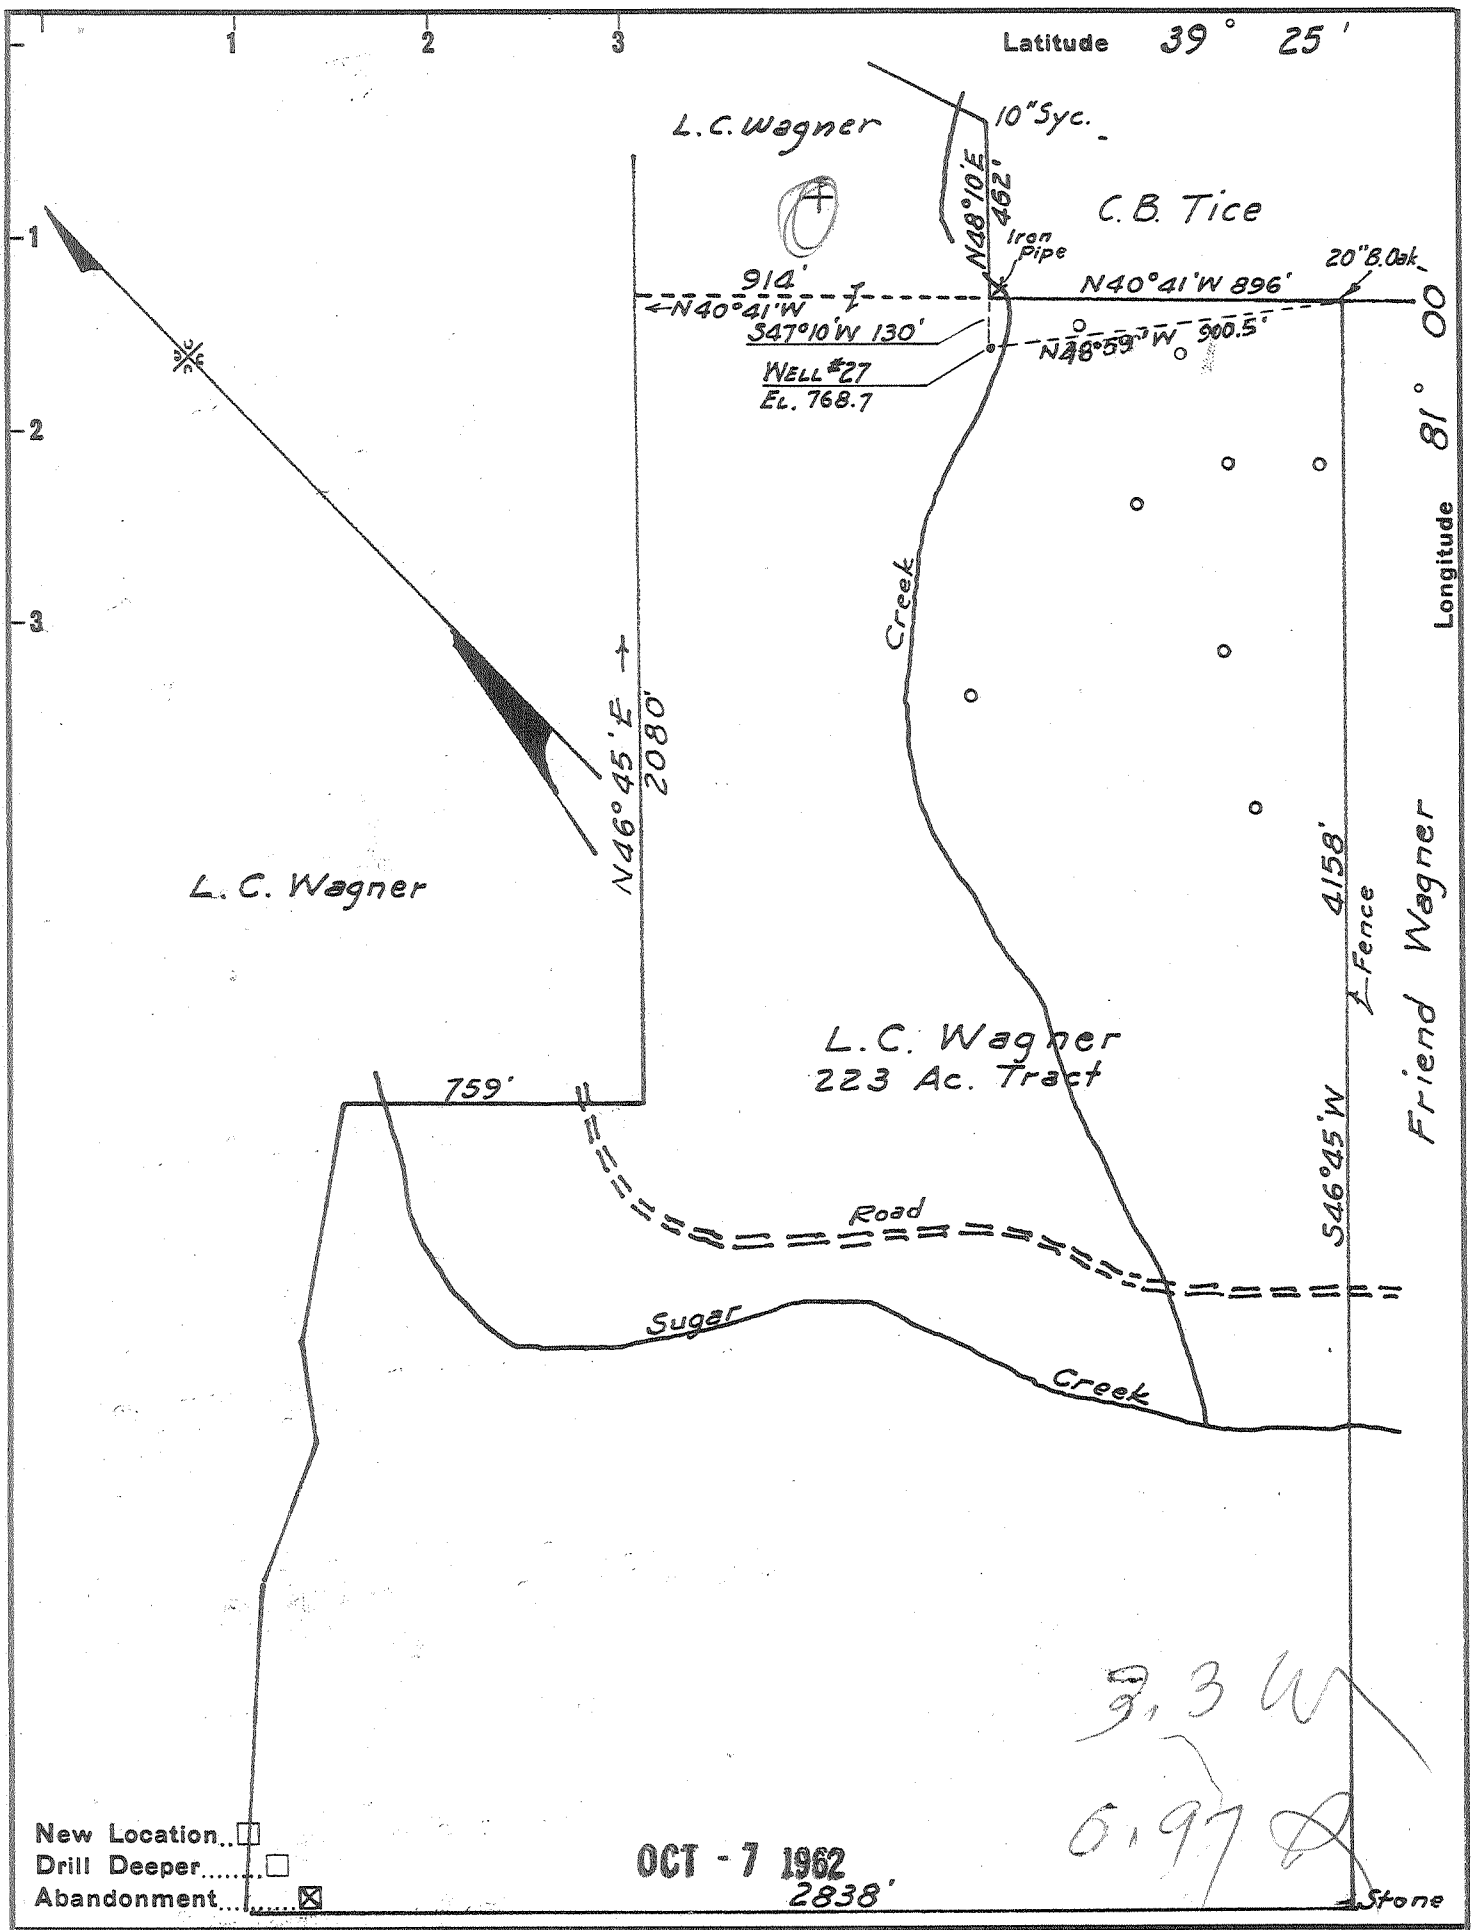 1 2 3
Latitude 39° 25'
L.C. Wagner
10" Syc.
N48°10'E
462'
C.B. Tice
Iron
Pipe
20" B. Oak
1
914'
N40°41'W 896'
←N40°41'W
S47°10'W 130'
N48°59'W 900.5'
WELL #27
EL. 768.7
Longitude 81° 00
2
3
Creek
N46°45'E →
2080'
L. C. Wagner
4158'
Fence
Friend Wagner
L.C. Wagner
223 Ac. Tract
759'
S46°45'W
Road
Sugar
Creek
3.3 W
New Location..
Drill Deeper........
Abandonment.........
OCT - 7 1962
2838'
Stone